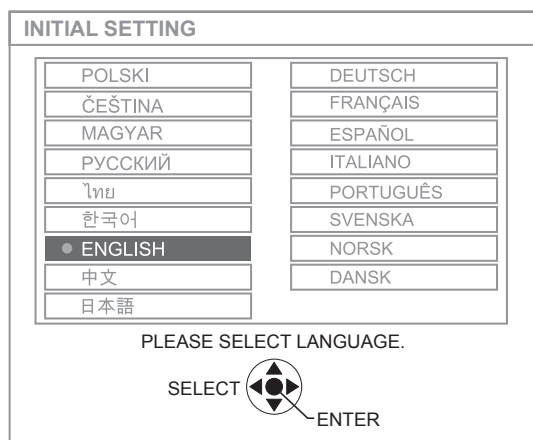 INITIAL SETTING
POLSKI
ČEŠTINA
MAGYAR
РУССКИЙ
ไทย
한국어
ENGLISH
中文
日本語
DEUTSCH
FRANÇAIS
ESPAÑOL
ITALIANO
PORTUGUÊS
SVENSKA
NORSK
DANSK
PLEASE SELECT LANGUAGE.
SELECT
ENTER